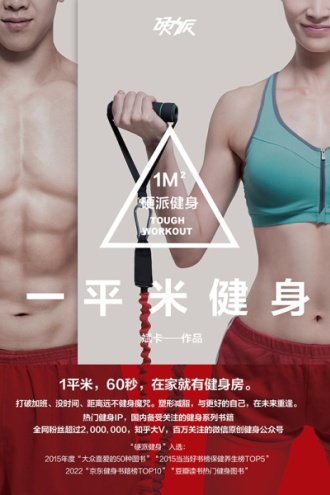 硬派
1M²
硬派健身
TOUGH
WORKOUT
一平米健身
斌卡——作品
1平米，60秒，在家就有健身房。
打破加班、没时间、距离远不健身魔咒。塑形减脂，与更好的自己，在未来重逢。
热门健身IP，国内备受关注的健身系列书籍
全网粉丝超过2,000,000，知乎大V，百万关注的微信原创健身公众号
“硬派健身”入选：
2015年度“大众喜爱的50种图书” “2015当当好书榜保健养生榜TOP5”
2022“京东健身书籍榜TOP10” “豆瓣读书热门健身图书”